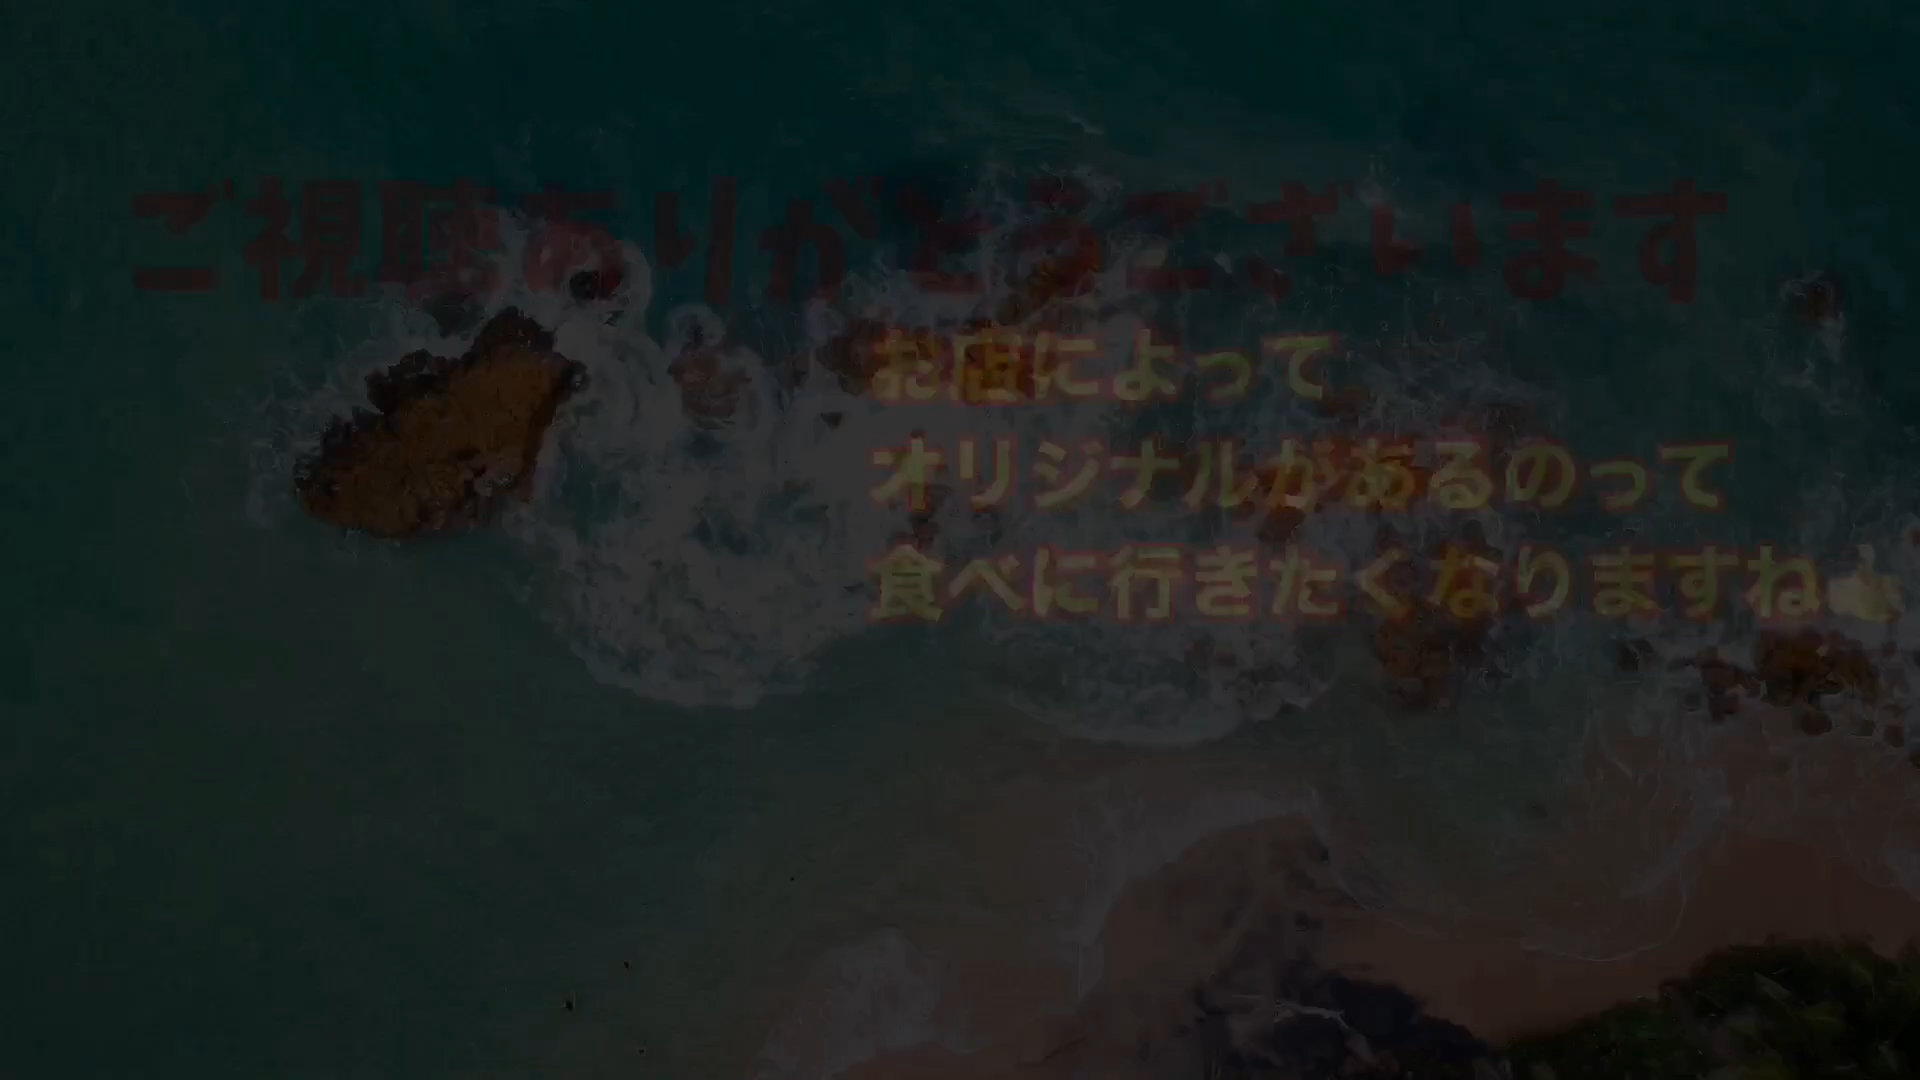 ご視聴ありがとうございます
お店によって
オリジナルがあるのって
食べに行きたくなりますね👍